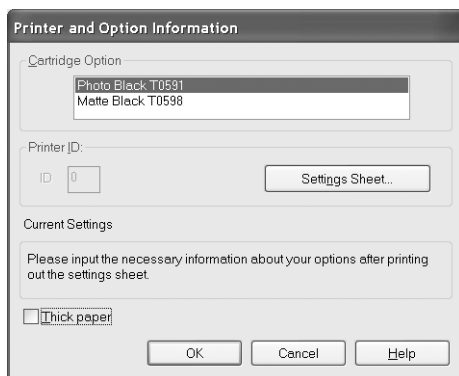 Printer and Option Information
Cartridge Option
Photo Black T0591
Matte Black T0598
Printer ID:
ID 0
Settings Sheet...
Current Settings
Please input the necessary information about your options after printing
out the settings sheet.
Thick paper
OK Cancel Help